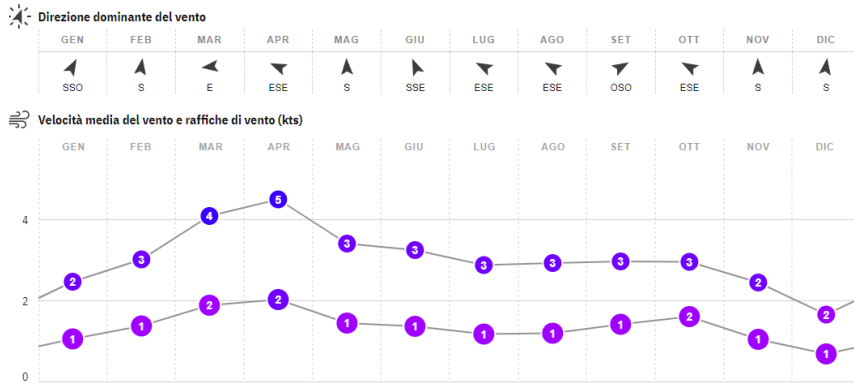 Direzione dominante del vento
GEN FEB MAR APR MAG GIU LUG AGO SET OTT NOV DIC
SSO S E ESE S SSE ESE ESE OSO ESE S S
Velocità media del vento e raffiche di vento (kts)
GEN FEB MAR APR MAG GIU LUG AGO SET OTT NOV DIC
4
2
0
2 3 4 5 3 3 3 3 3 3 2 2
1 1 2 2 1 1 1 1 1 2 1 1